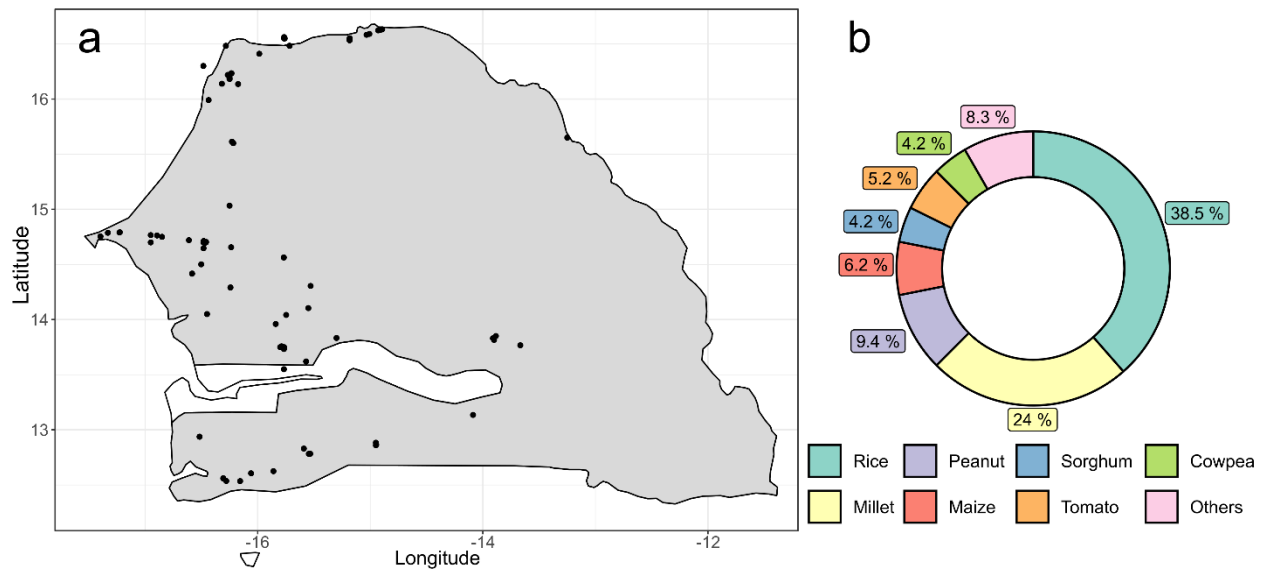 a
b
16
15
14
13
Latitude
-16
-14
-12
Longitude
8.3 %
4.2 %
5.2 %
4.2 %
6.2 %
9.4 %
24 %
38.5 %
Rice Peanut Sorghum Cowpea
Millet Maize Tomato Others